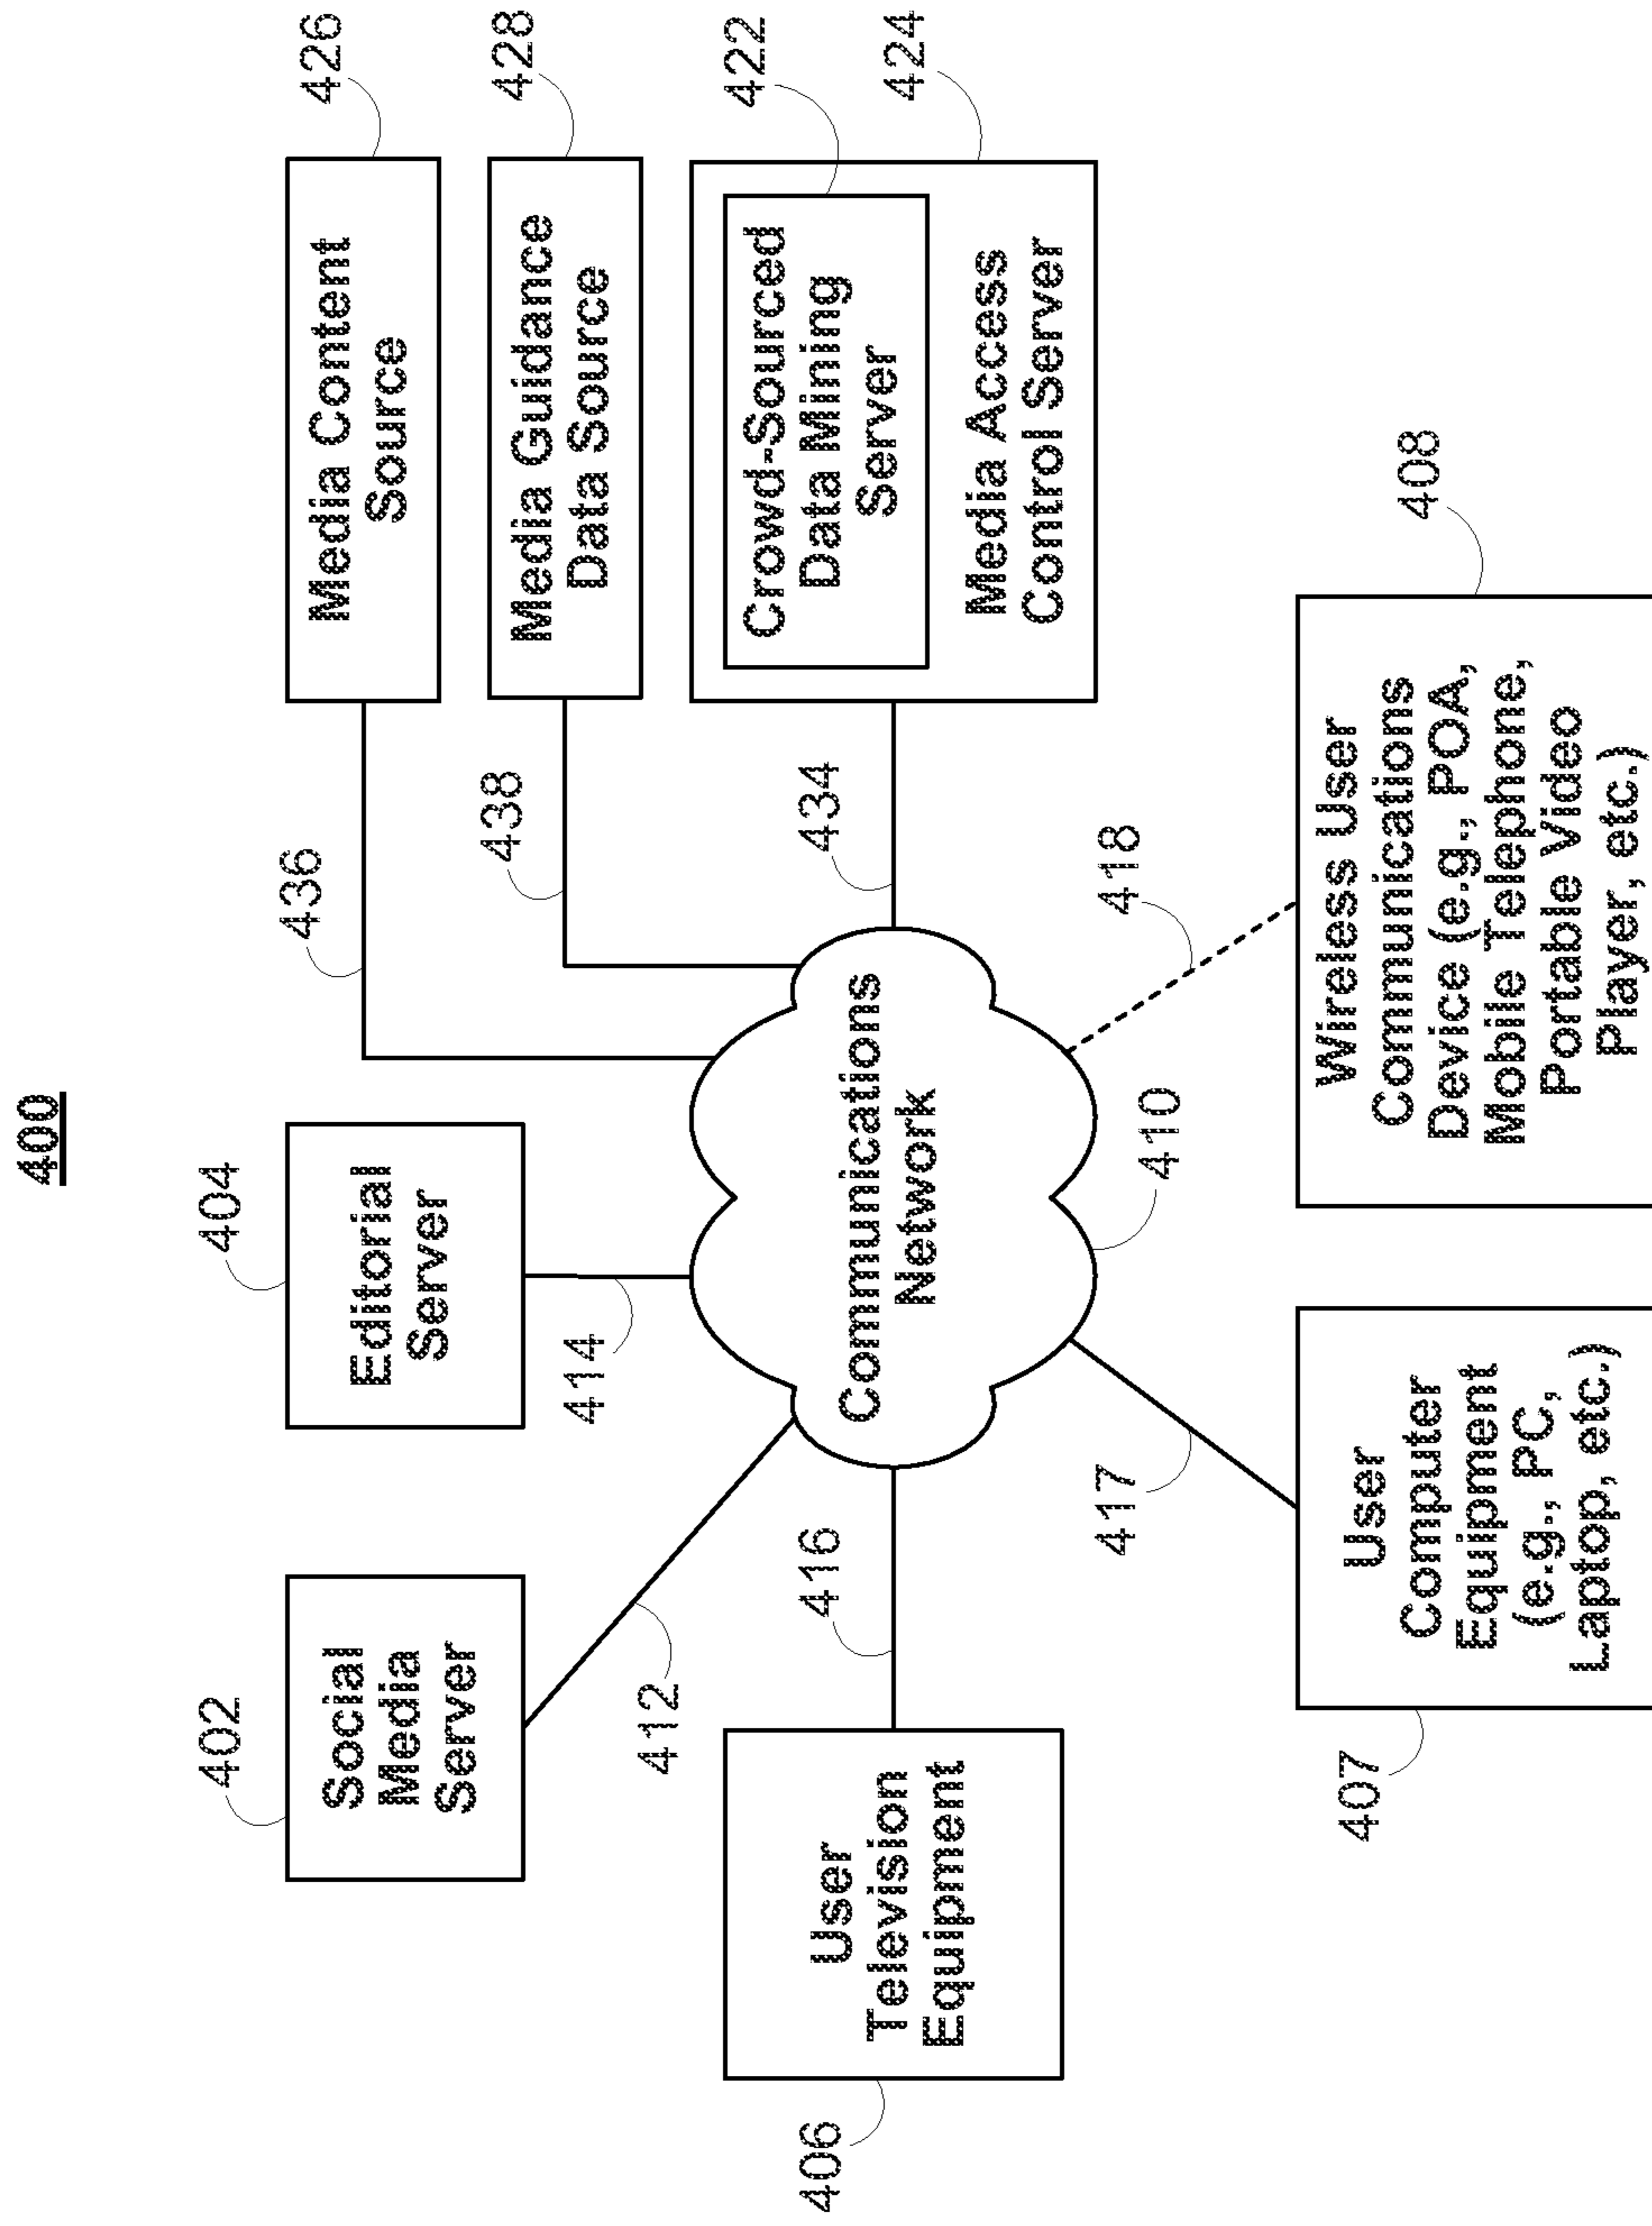 400
402
Social
Media
Server
404
Editorial
Server
436
Media Content
Source
426
438
Media Guidance
Data Source
428
412
414
406
User
Television
Equipment
416
Communications
Network
434
Crowd-Sourced
Data Mining
Server
422
Media Access
Control Server
424
417
410
418
407
User
Computer
Equipment
(e.g., PC,
Laptop, etc.)
Wireless User
Communications
Device (e.g., POA,
Mobile Telephone,
Portable Video
Player, etc.)
408